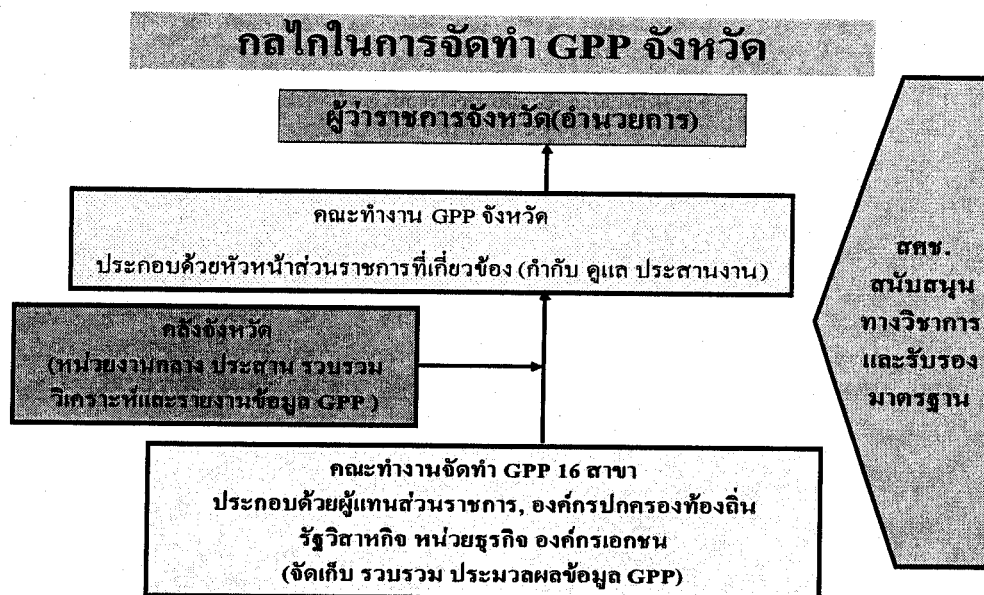 กลไกในการจัดทำ GPP จังหวัด
ผู้ว่าราชการจังหวัด(อำนวยการ)
คณะทำงาน GPP จังหวัด
ประกอบด้วยหัวหน้าส่วนราชการที่เกี่ยวข้อง (กำกับ ดูแล ประสานงาน)
คลังจังหวัด
(หน่วยงานกลาง ประสาน รวบรวม
วิเคราะห์และรายงานข้อมูล GPP )
คณะทำงานจัดทำ GPP 16 สาขา
ประกอบด้วยผู้แทนส่วนราชการ, องค์กรปกครองท้องถิ่น
รัฐวิสาหกิจ หน่วยธุรกิจ องค์กรเอกชน
(จัดเก็บ รวบรวม ประมวลผลข้อมูล GPP)
สศช.
สนับสนุน
ทางวิชาการ
และรับรอง
มาตรฐาน